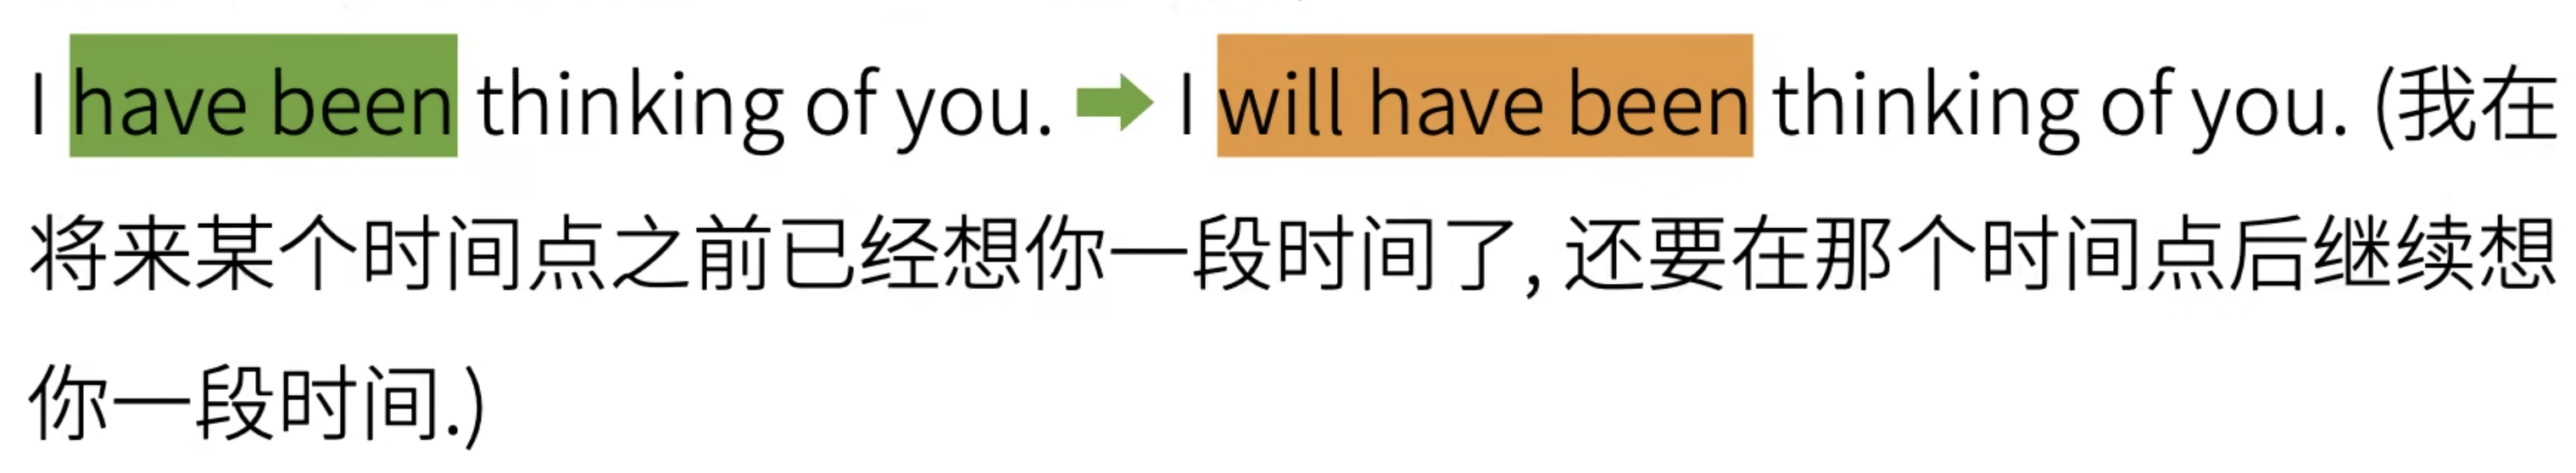 I have been thinking of you. ➡ I will have been thinking of you. (我在
将来某个时间点之前已经想你一段时间了, 还要在那个时间点后继续想
你一段时间.)